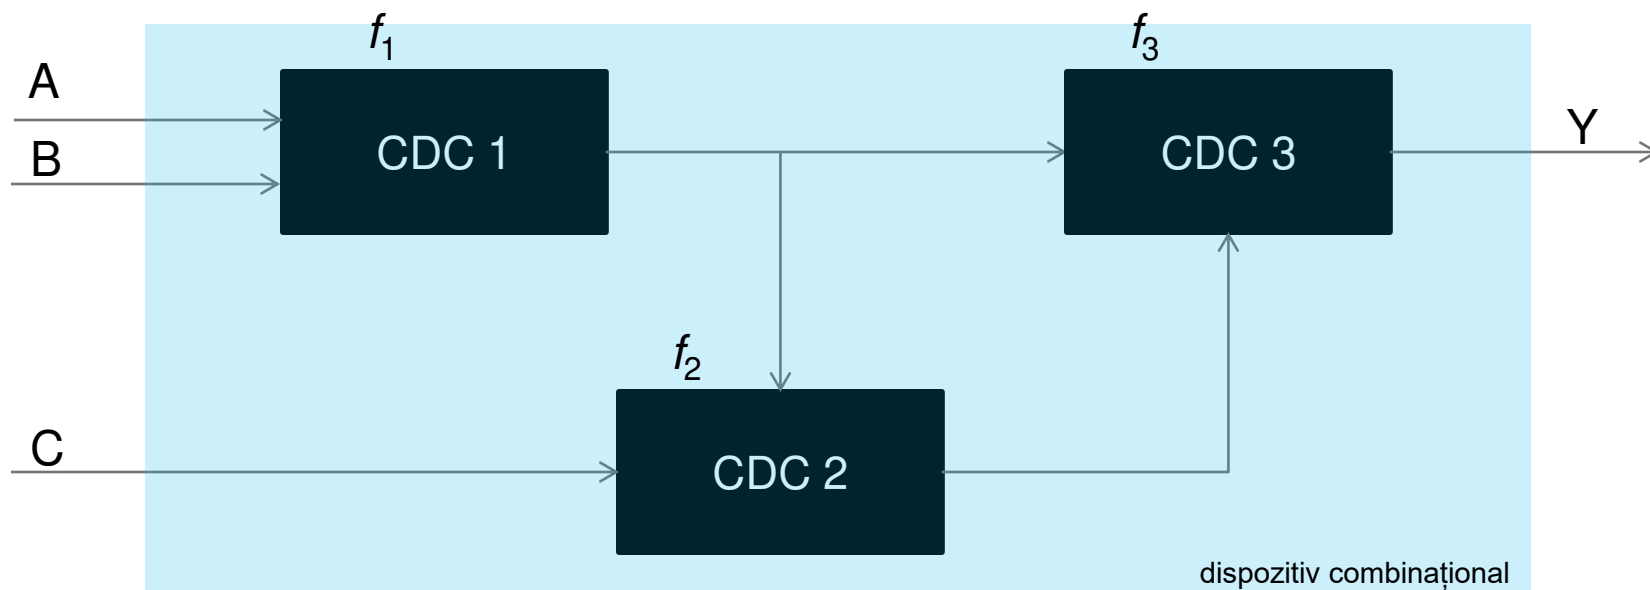 f1
f3
A
CDC 1
CDC 3
Y
B
f2
C
CDC 2
dispozitiv combinațional